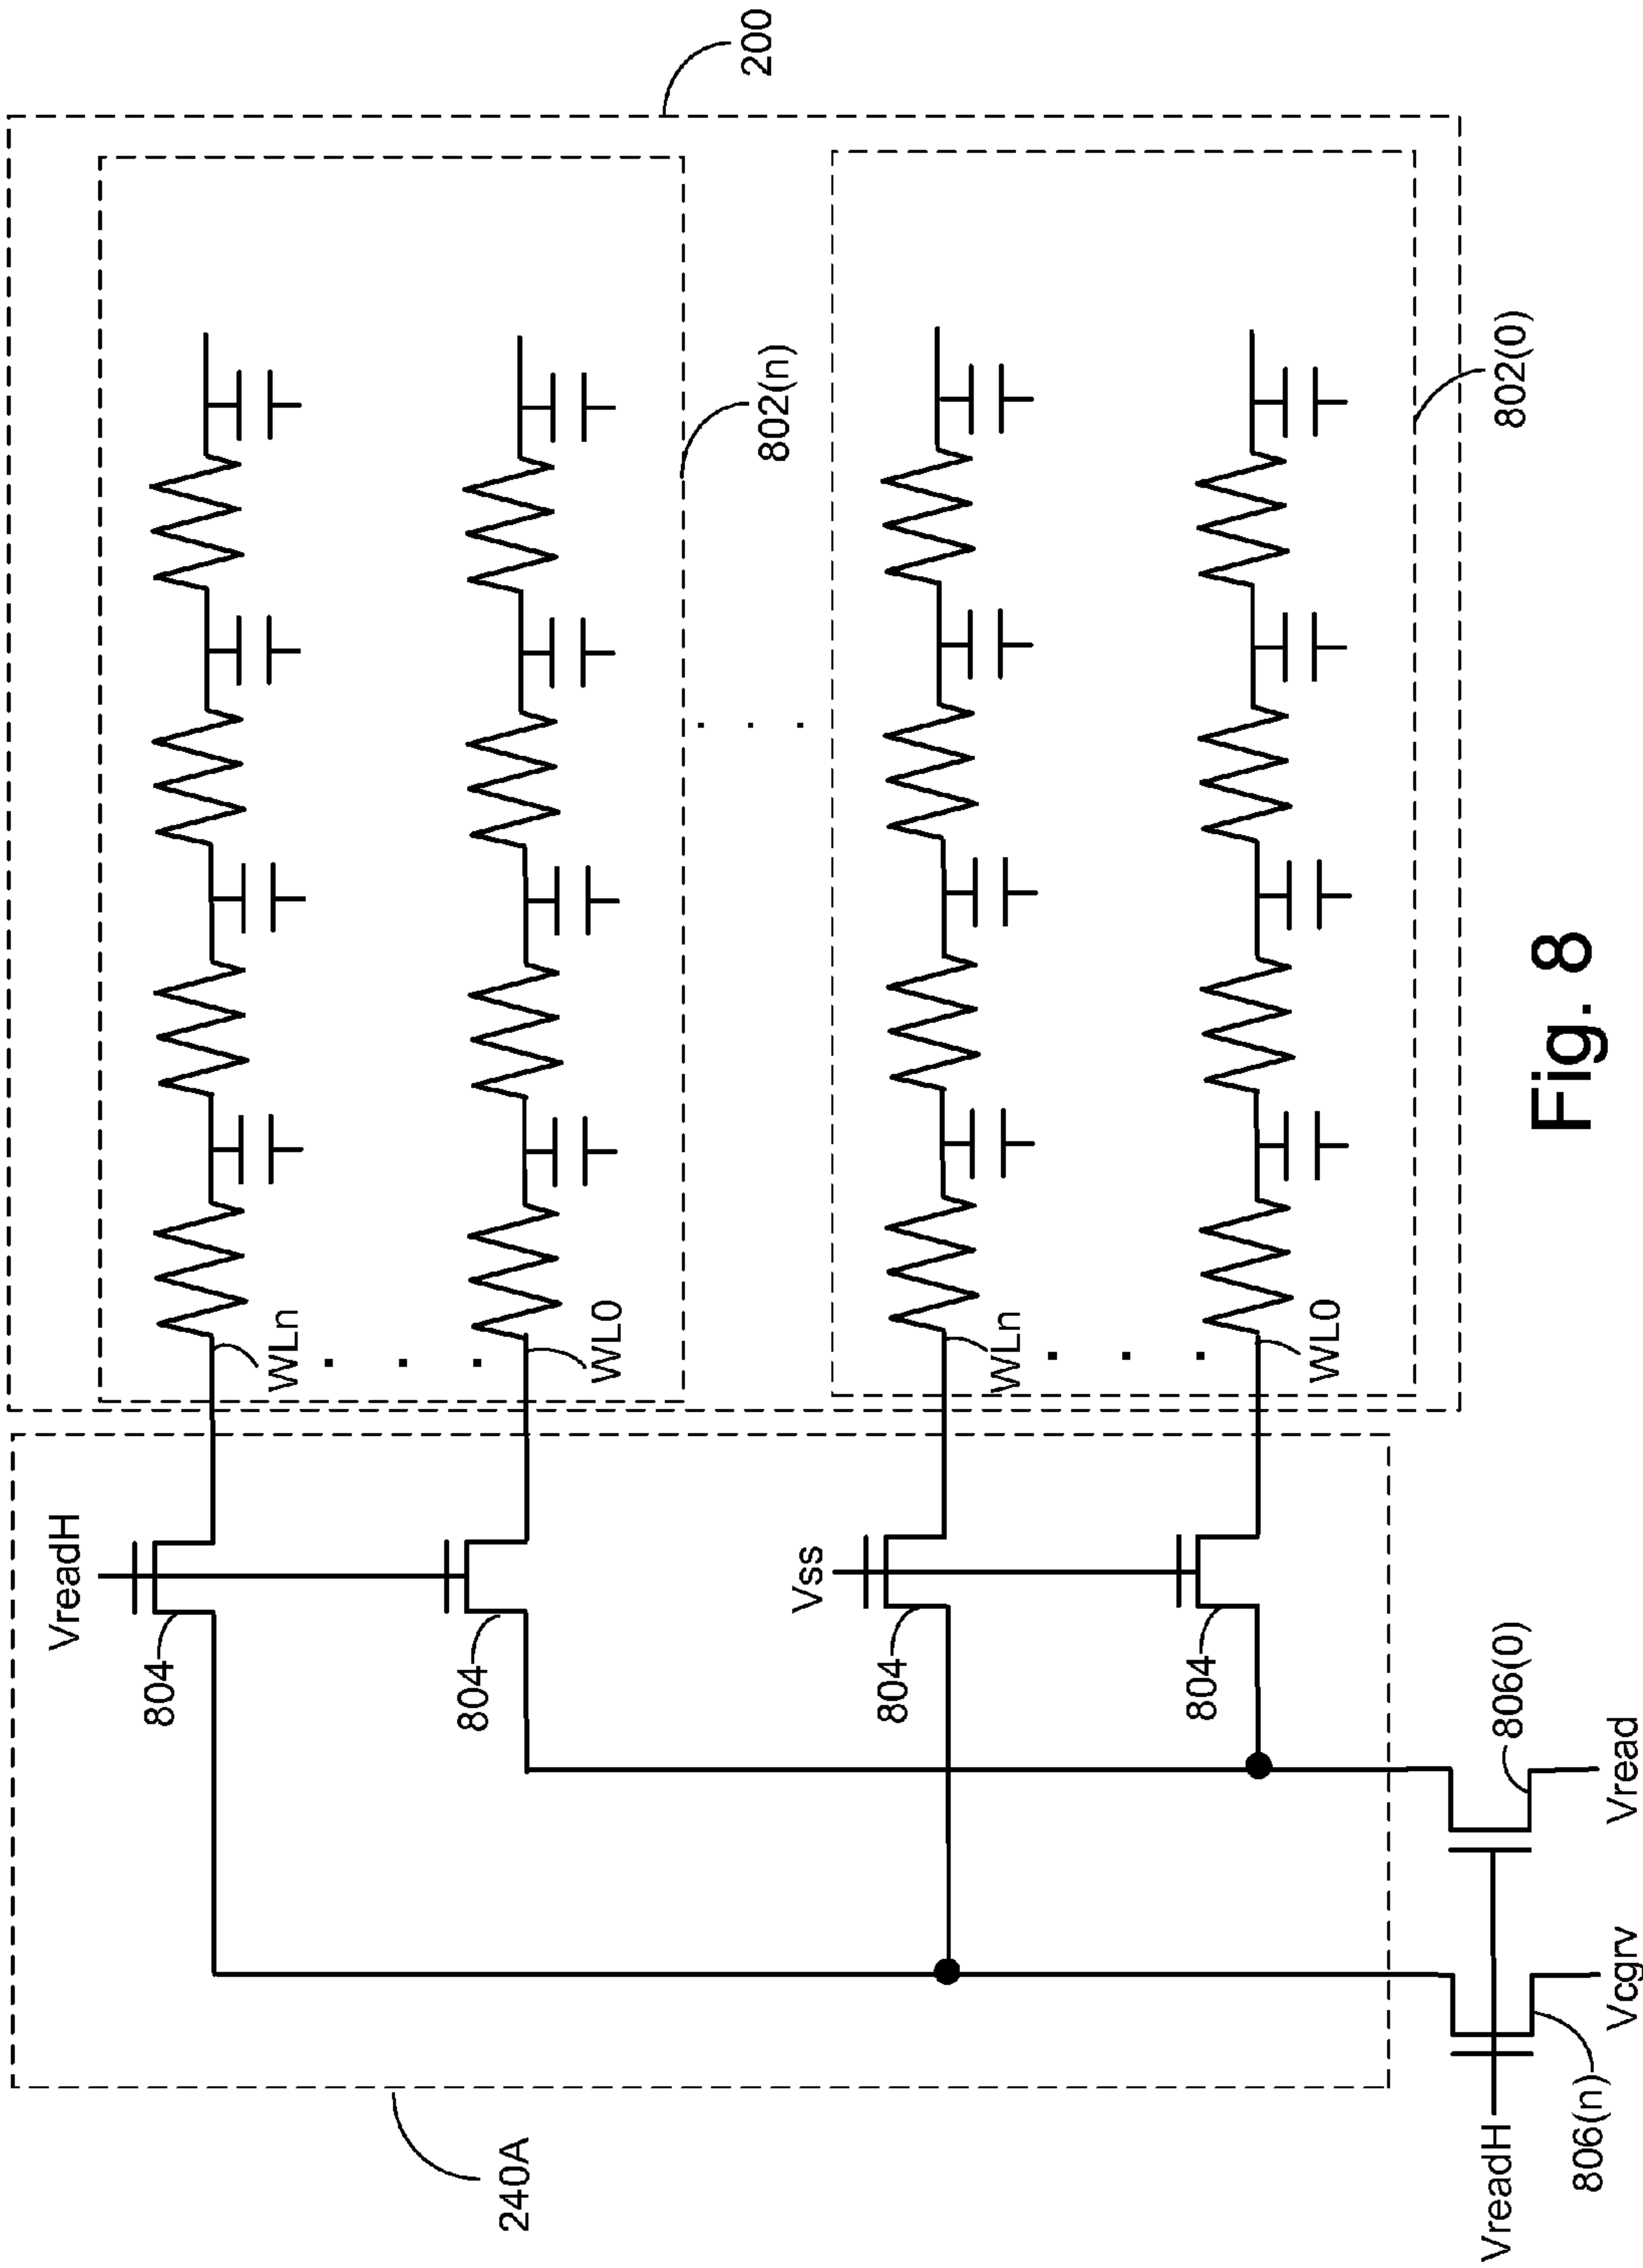 200
802(n)
802(0)
WLn
WL0
WLn
WL0
VreadH
Vss
804
804
804
804
806(0)
Vread
Vcgrv
806(n)
VreadH
240A
Fig. 8